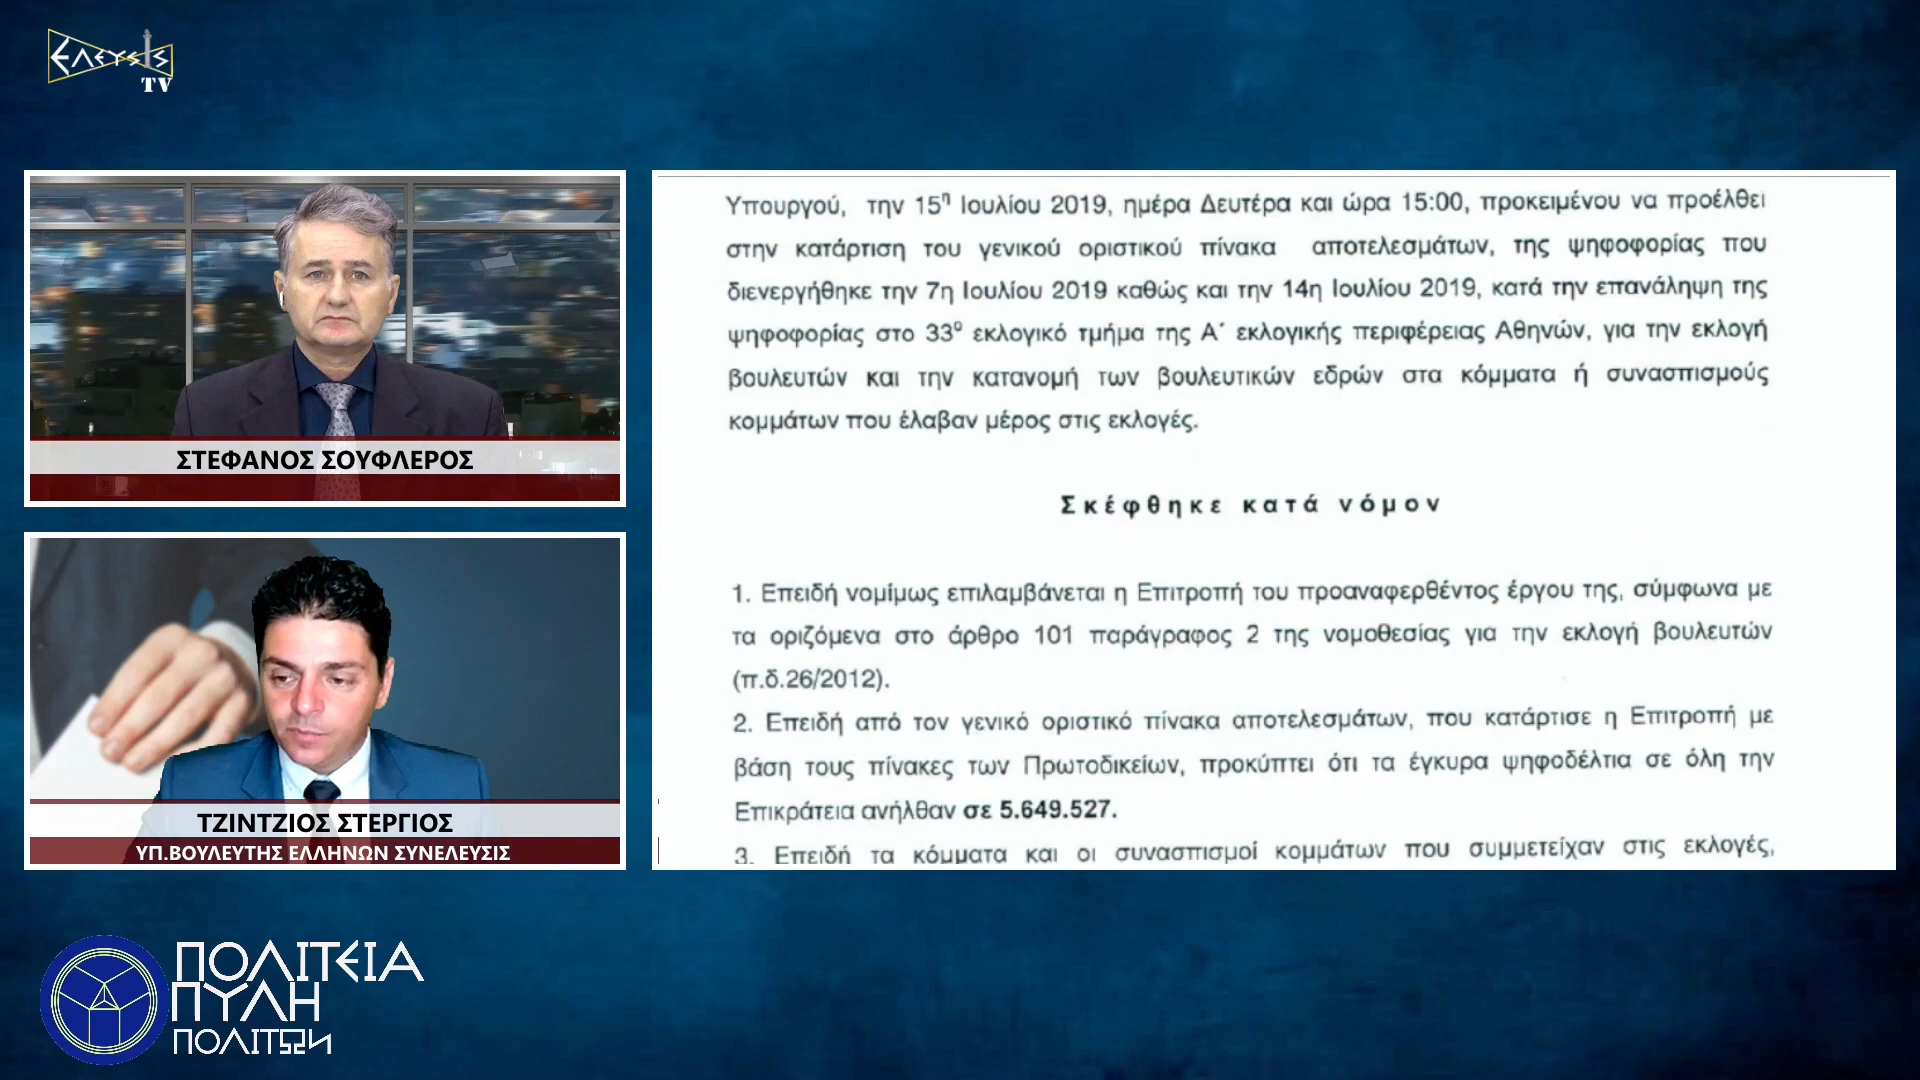 ΕΛΕΥSΙS
TV
ΣΤΕΦΑΝΟΣ ΣΟΥΦΛΕΡΟΣ
ΤΖΙΝΤΖΙΟΣ ΣΤΕΡΓΙΟΣ
ΥΠ.ΒΟΥΛΕΥΤΗΣ ΕΛΛΗΝΩΝ ΣΥΝΕΛΕΥΣΙΣ
Υπουργού, την 15η Ιουλίου 2019, ημέρα Δευτέρα και ώρα 15:00, προκειμένου να προέλθει
στην κατάρτιση του γενικού οριστικού πίνακα αποτελεσμάτων, της ψηφοφορίας που
διενεργήθηκε την 7η Ιουλίου 2019 καθώς και την 14η Ιουλίου 2019, κατά την επανάληψη της
ψηφοφορίας στο 33ο εκλογικό τμήμα της Α΄ εκλογικής περιφέρειας Αθηνών, για την εκλογή
βουλευτών και την κατανομή των βουλευτικών εδρών στα κόμματα ή συνασπισμούς
κομμάτων που έλαβαν μέρος στις εκλογές.
Σκέφθηκε κατά νόμον
1. Επειδή νομίμως επιλαμβάνεται η Επιτροπή του προαναφερθέντος έργου της, σύμφωνα με
τα οριζόμενα στο άρθρο 101 παράγραφος 2 της νομοθεσίας για την εκλογή βουλευτών
(π.δ.26/2012).
2. Επειδή από τον γενικό οριστικό πίνακα αποτελεσμάτων, που κατάρτισε η Επιτροπή με
βάση τους πίνακες των Πρωτοδικείων, προκύπτει ότι τα έγκυρα ψηφοδέλτια σε όλη την
Επικράτεια ανήλθαν σε 5.649.527.
3. Επειδή τα κόμματα και οι συνασπισμοί κομμάτων που συμμετείχαν στις εκλογές,
ΠΟΛΙΤΕΙΑ
ΠΥΛΗ
ΠΟΛΙΤΩΝ